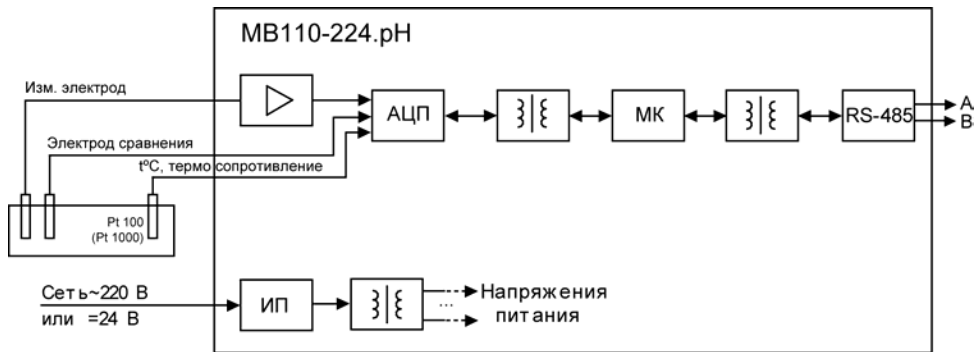 МВ110-224.pH
Изм. электрод
АЦП
МК
RS-485
A
B
Электрод сравнения
t°C, термо сопротивление
Pt 100
(Pt 1000)
Сеть~220 В
или =24 В
ИП
...
Напряжения
питания